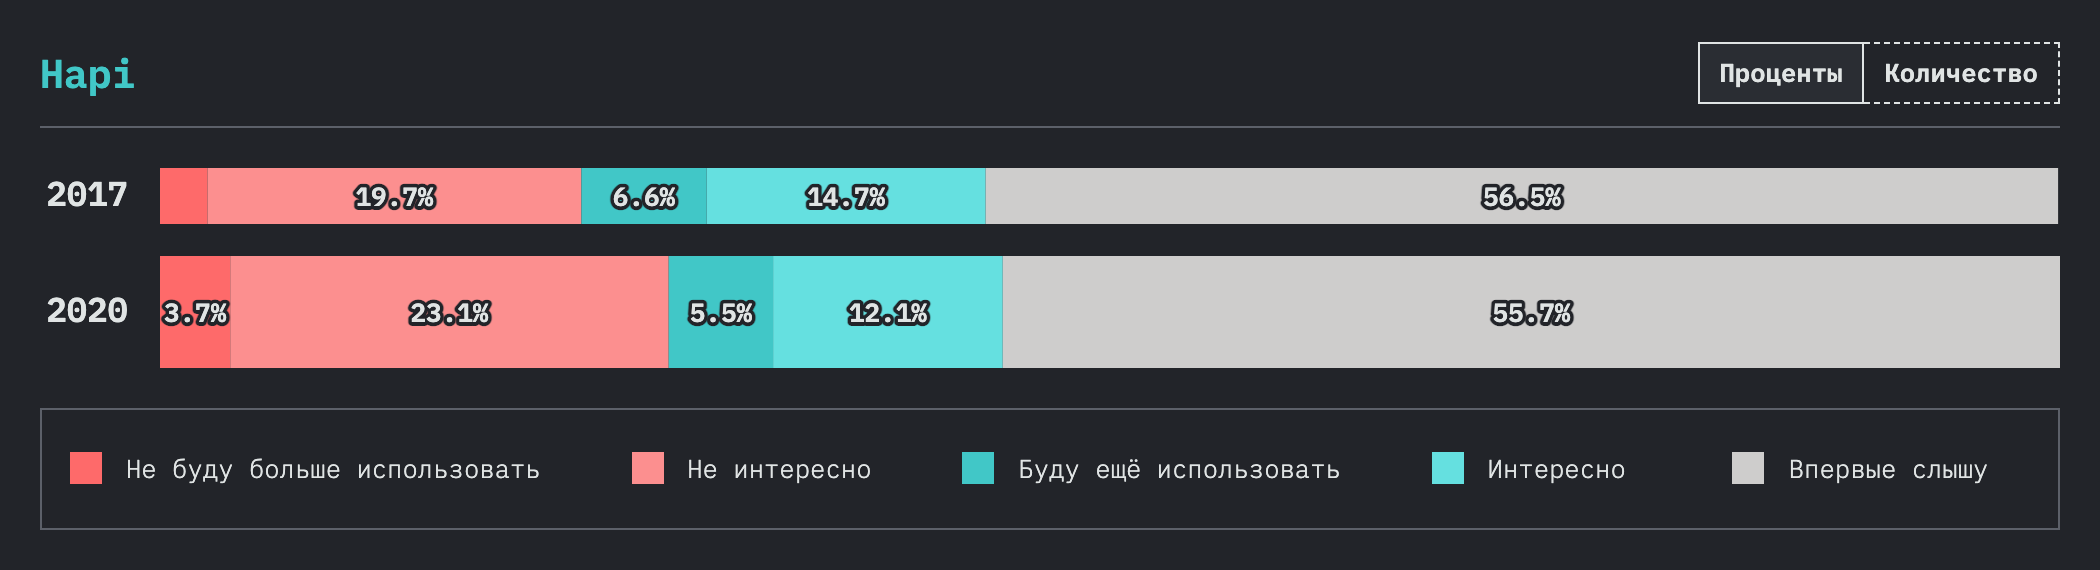 Hapi
Проценты Количество
2017 19.7% 6.6% 14.7% 56.5%
2020 3.7% 23.1% 5.5% 12.1% 55.7%
Не буду больше использовать Не интересно Буду ещё использовать Интересно Впервые слышу